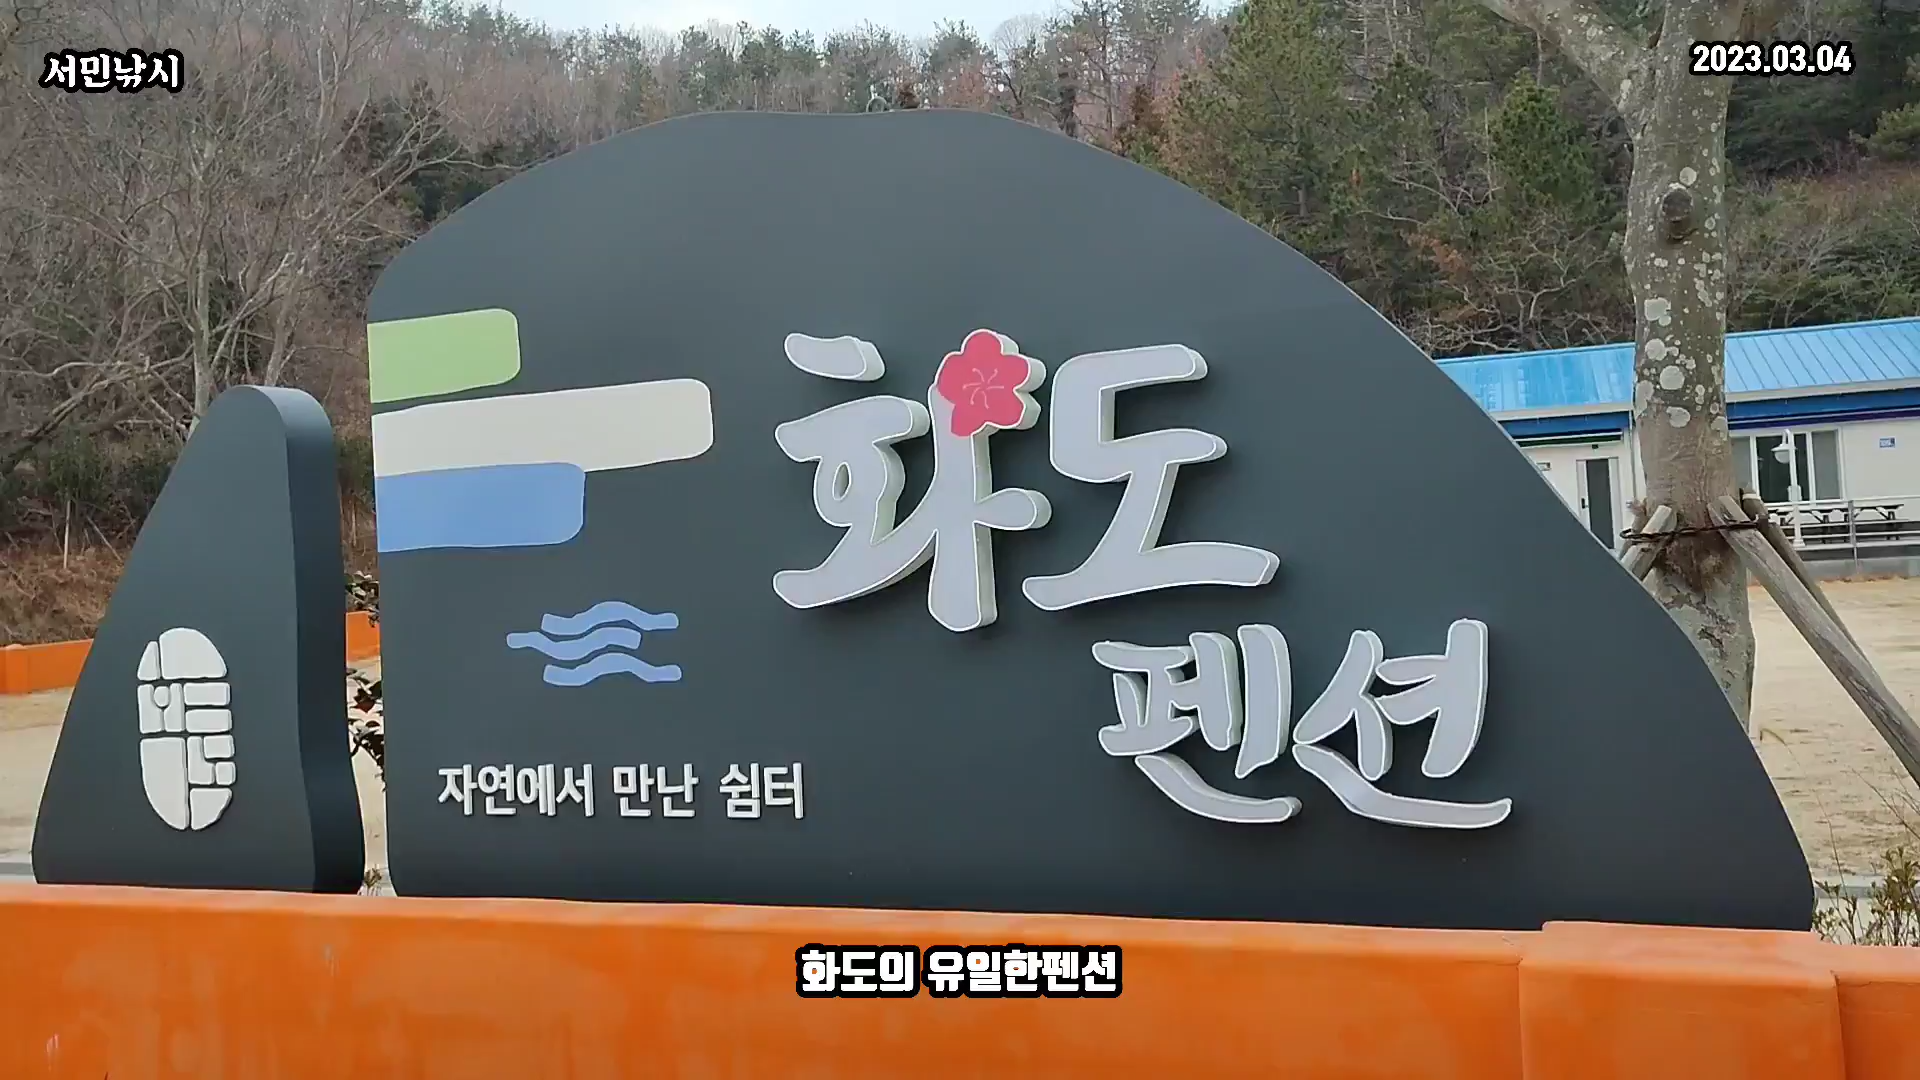 서민낚시
2023.03.04
화도
펜션
자연에서 만난 쉼터
화도의 유일한펜션